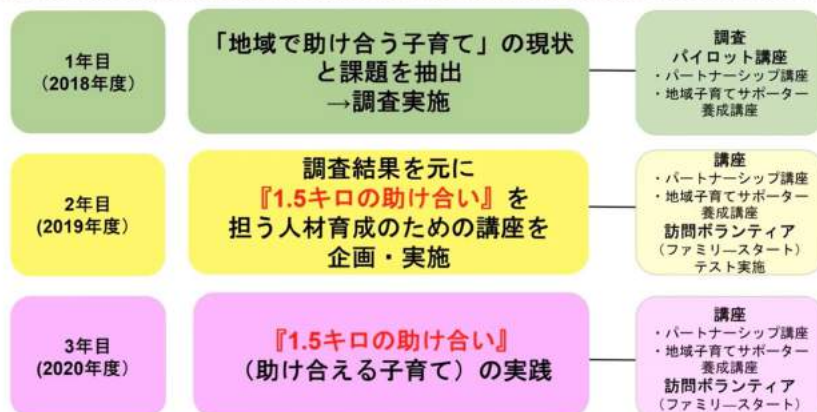 1年目
（2018年度）
「地域で助け合う子育て」の現状
と課題を抽出
→調査実施
調査
パイロット講座
・パートナーシップ講座
・地域子育てサポーター
養成講座
2年目
(2019年度)
調査結果を元に
『1.5キロの助け合い』を
担う人材育成のための講座を
企画・実施
講座
・パートナーシップ講座
・地域子育てサポーター
養成講座
訪問ボランティア
（ファミリースタート）
テスト実施
3年目
(2020年度)
『1.5キロの助け合い』
（助け合える子育て）の実践
講座
・パートナーシップ講座
・地域子育てサポーター
養成講座
訪問ボランティア
（ファミリースタート）